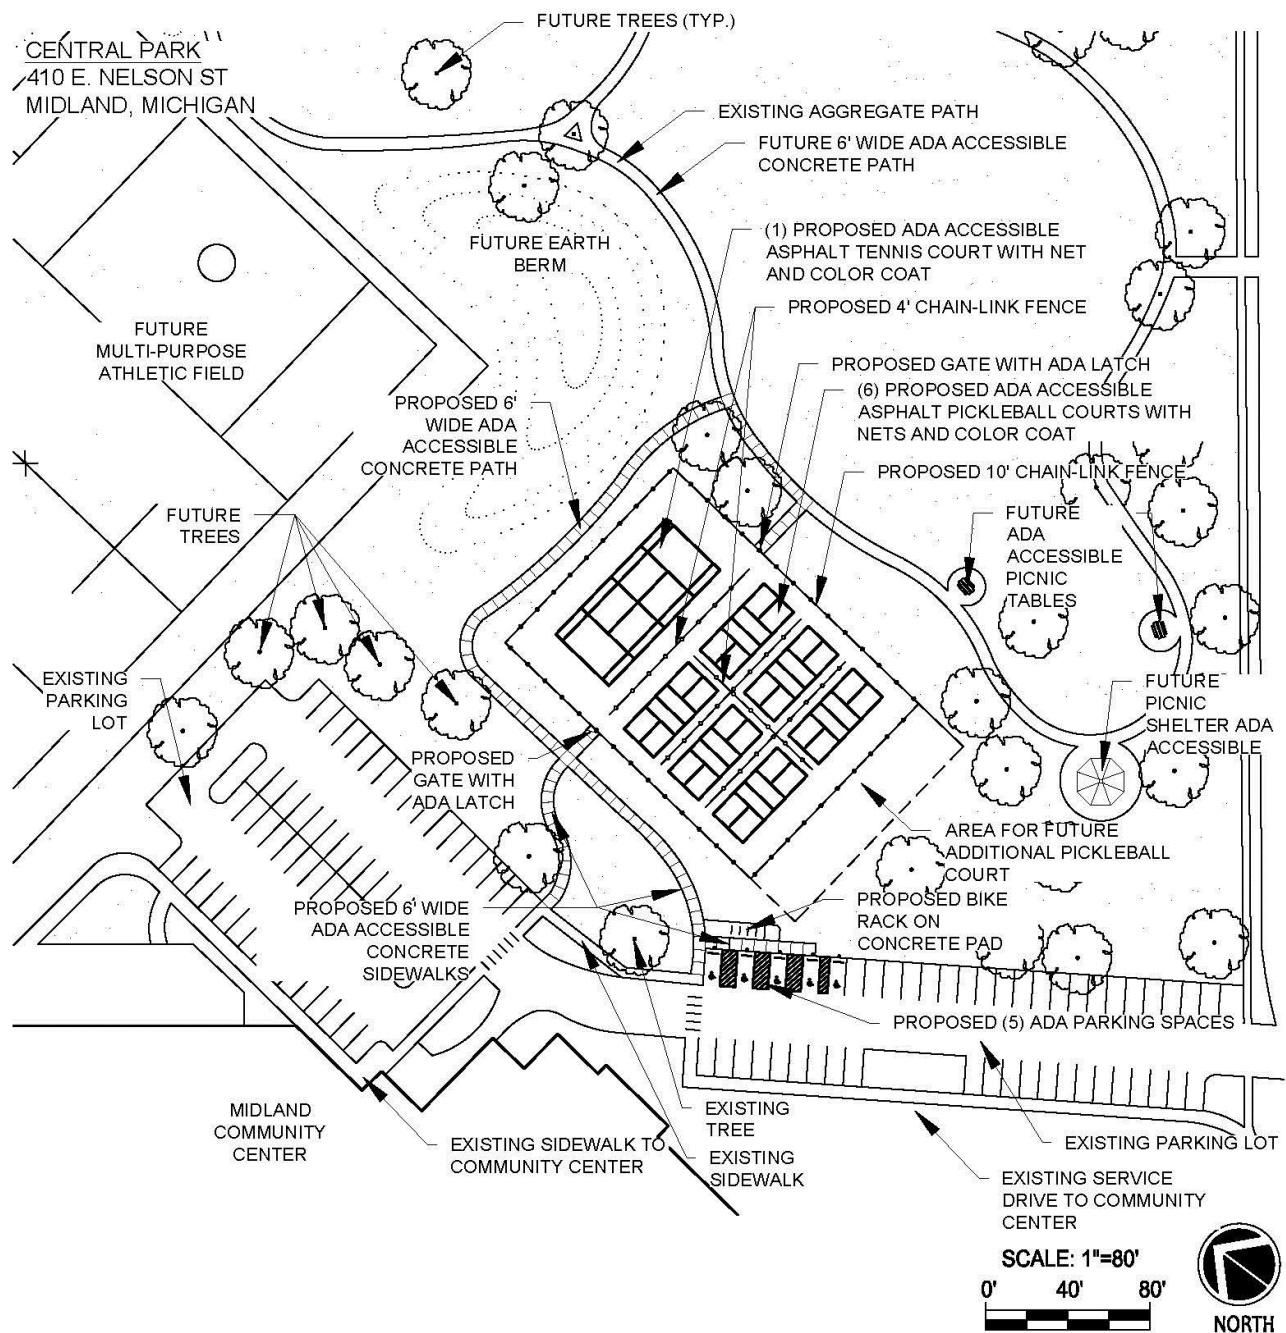 FUTURE TREES (TYP.)
CENTRAL PARK
410 E. NELSON ST
MIDLAND, MICHIGAN
EXISTING AGGREGATE PATH
FUTURE 6' WIDE ADA ACCESSIBLE
CONCRETE PATH
(1) PROPOSED ADA ACCESSIBLE
ASPHALT TENNIS COURT WITH NET
AND COLOR COAT
FUTURE EARTH
BERM
PROPOSED 4' CHAIN-LINK FENCE
FUTURE
MULTI-PURPOSE
ATHLETIC FIELD
PROPOSED GATE WITH ADA LATCH
(6) PROPOSED ADA ACCESSIBLE
ASPHALT PICKLEBALL COURTS WITH
NETS AND COLOR COAT
PROPOSED 6'
WIDE ADA
ACCESSIBLE
CONCRETE PATH
PROPOSED 10' CHAIN-LINK FENCE
FUTURE
TREES
FUTURE
ADA
ACCESSIBLE
PICNIC
TABLES
EXISTING
PARKING
LOT
FUTURE
PICNIC
SHELTER ADA
ACCESSIBLE
PROPOSED
GATE WITH
ADA LATCH
AREA FOR FUTURE
ADDITIONAL PICKLEBALL
COURT
PROPOSED 6' WIDE
ADA ACCESSIBLE
CONCRETE
SIDEWALKS
PROPOSED BIKE
RACK ON
CONCRETE PAD
PROPOSED (5) ADA PARKING SPACES
MIDLAND
COMMUNITY
CENTER
EXISTING SIDEWALK TO
COMMUNITY CENTER
EXISTING
TREE
EXISTING
SIDEWALK
EXISTING PARKING LOT
EXISTING SERVICE
DRIVE TO COMMUNITY
CENTER
SCALE: 1"=80'
0' 40' 80'
NORTH